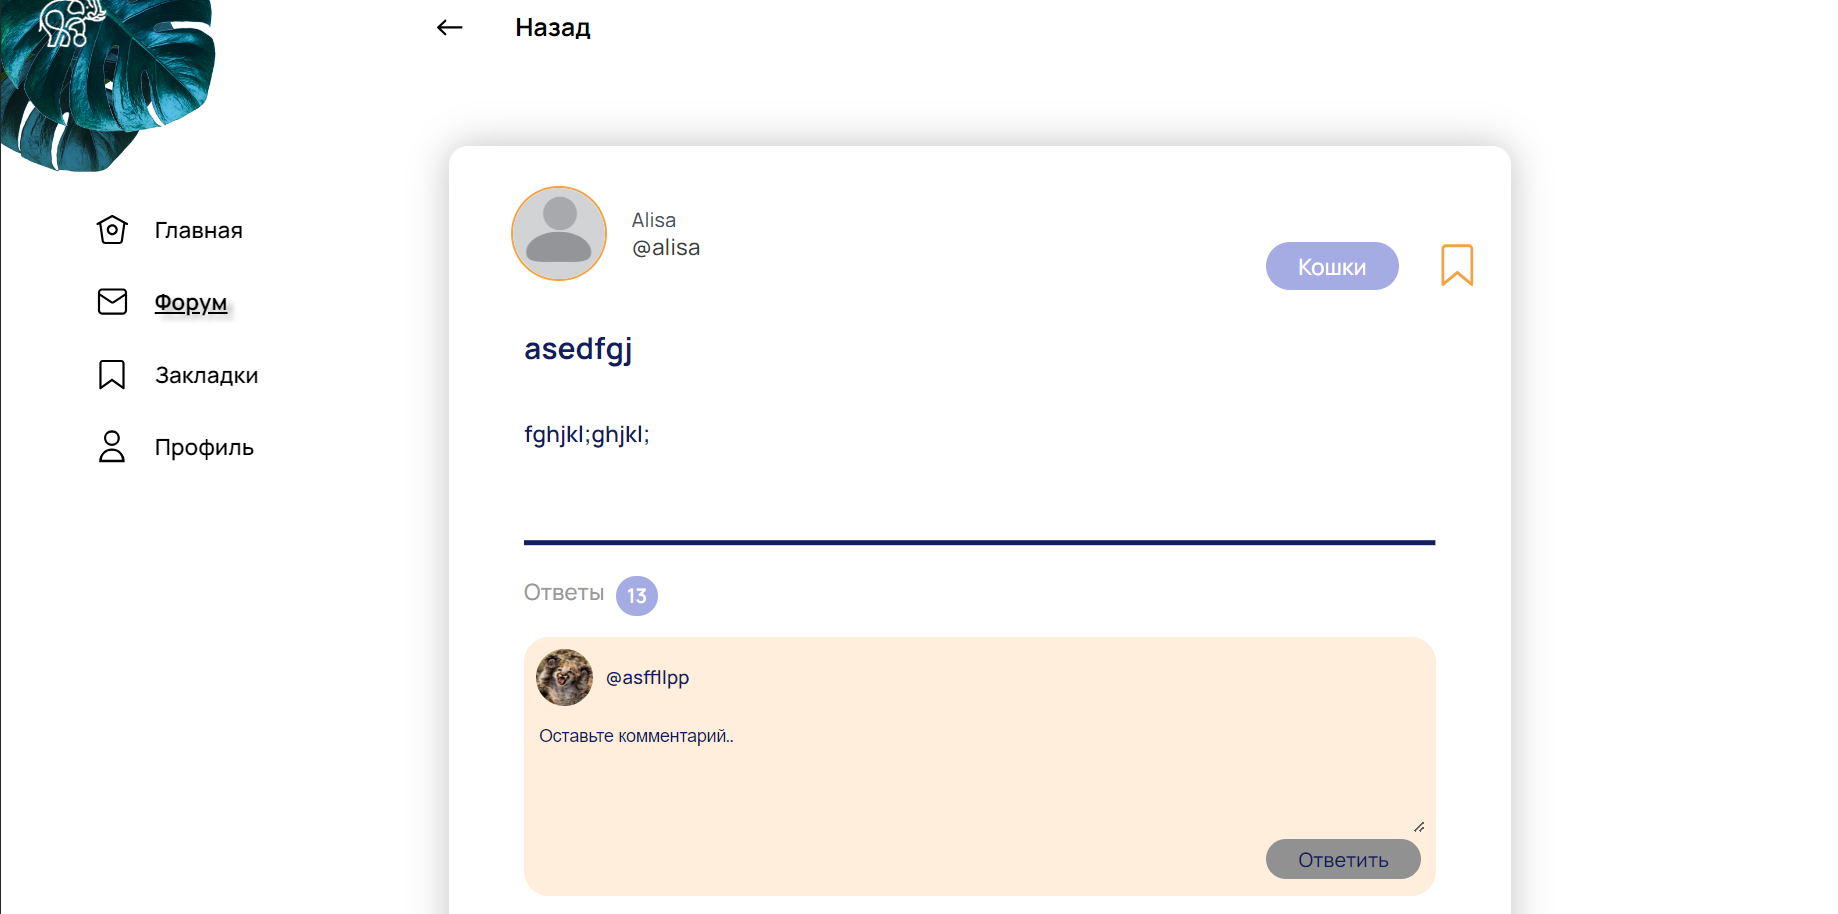 Назад
Главная
Форум
Закладки
Профиль
Alisa
@alisa
Кошки
asedfgj
fghjkl;ghjkl;
Ответы 13
@asffllpp
Оставьте комментарий..
Ответить